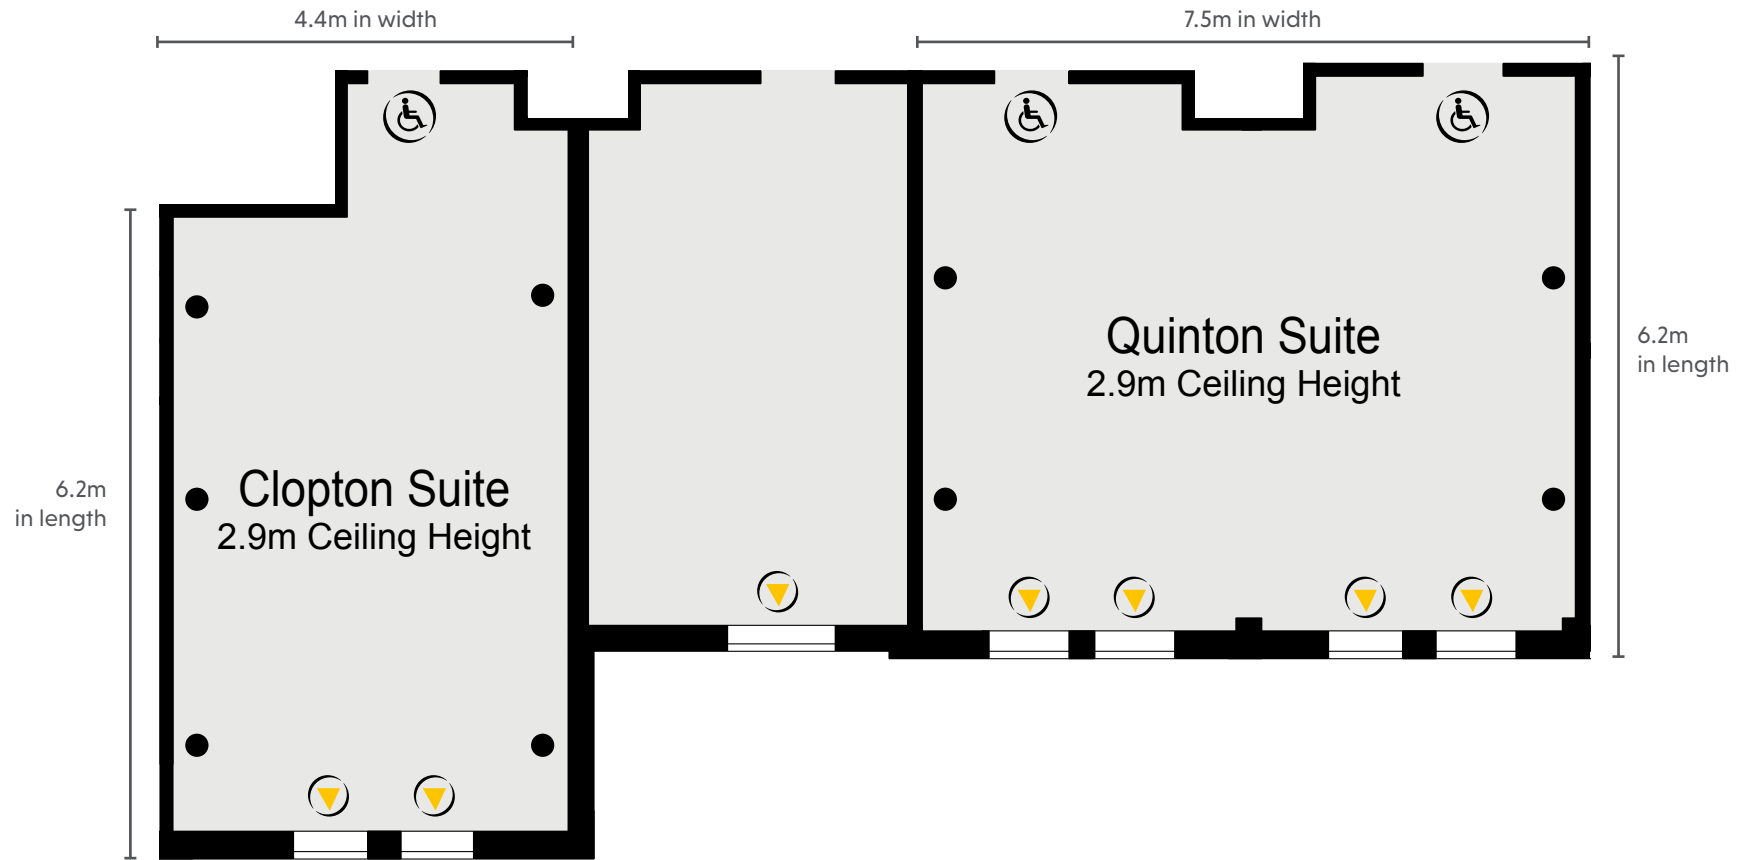 4.4m in width
7.5m in width
Quinton Suite
2.9m Ceiling Height
6.2m
in length
Clopton Suite
2.9m Ceiling Height
6.2m
in length